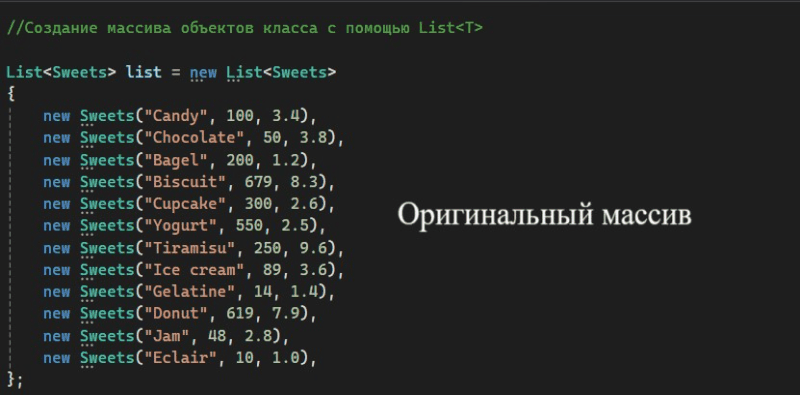 //Создание массива объектов класса с помощью List<T>
List<Sweets> list = new List<Sweets>
{
new Sweets("Candy", 100, 3.4),
new Sweets("Chocolate", 50, 3.8),
new Sweets("Bagel", 200, 1.2),
new Sweets("Biscuit", 679, 8.3),
new Sweets("Cupcake", 300, 2.6),
new Sweets("Yogurt", 550, 2.5),
new Sweets("Tiramisu", 250, 9.6),
new Sweets("Ice cream", 89, 3.6),
new Sweets("Gelatine", 14, 1.4),
new Sweets("Donut", 619, 7.9),
new Sweets("Jam", 48, 2.8),
new Sweets("Eclair", 10, 1.0),
};
Оригинальный массив